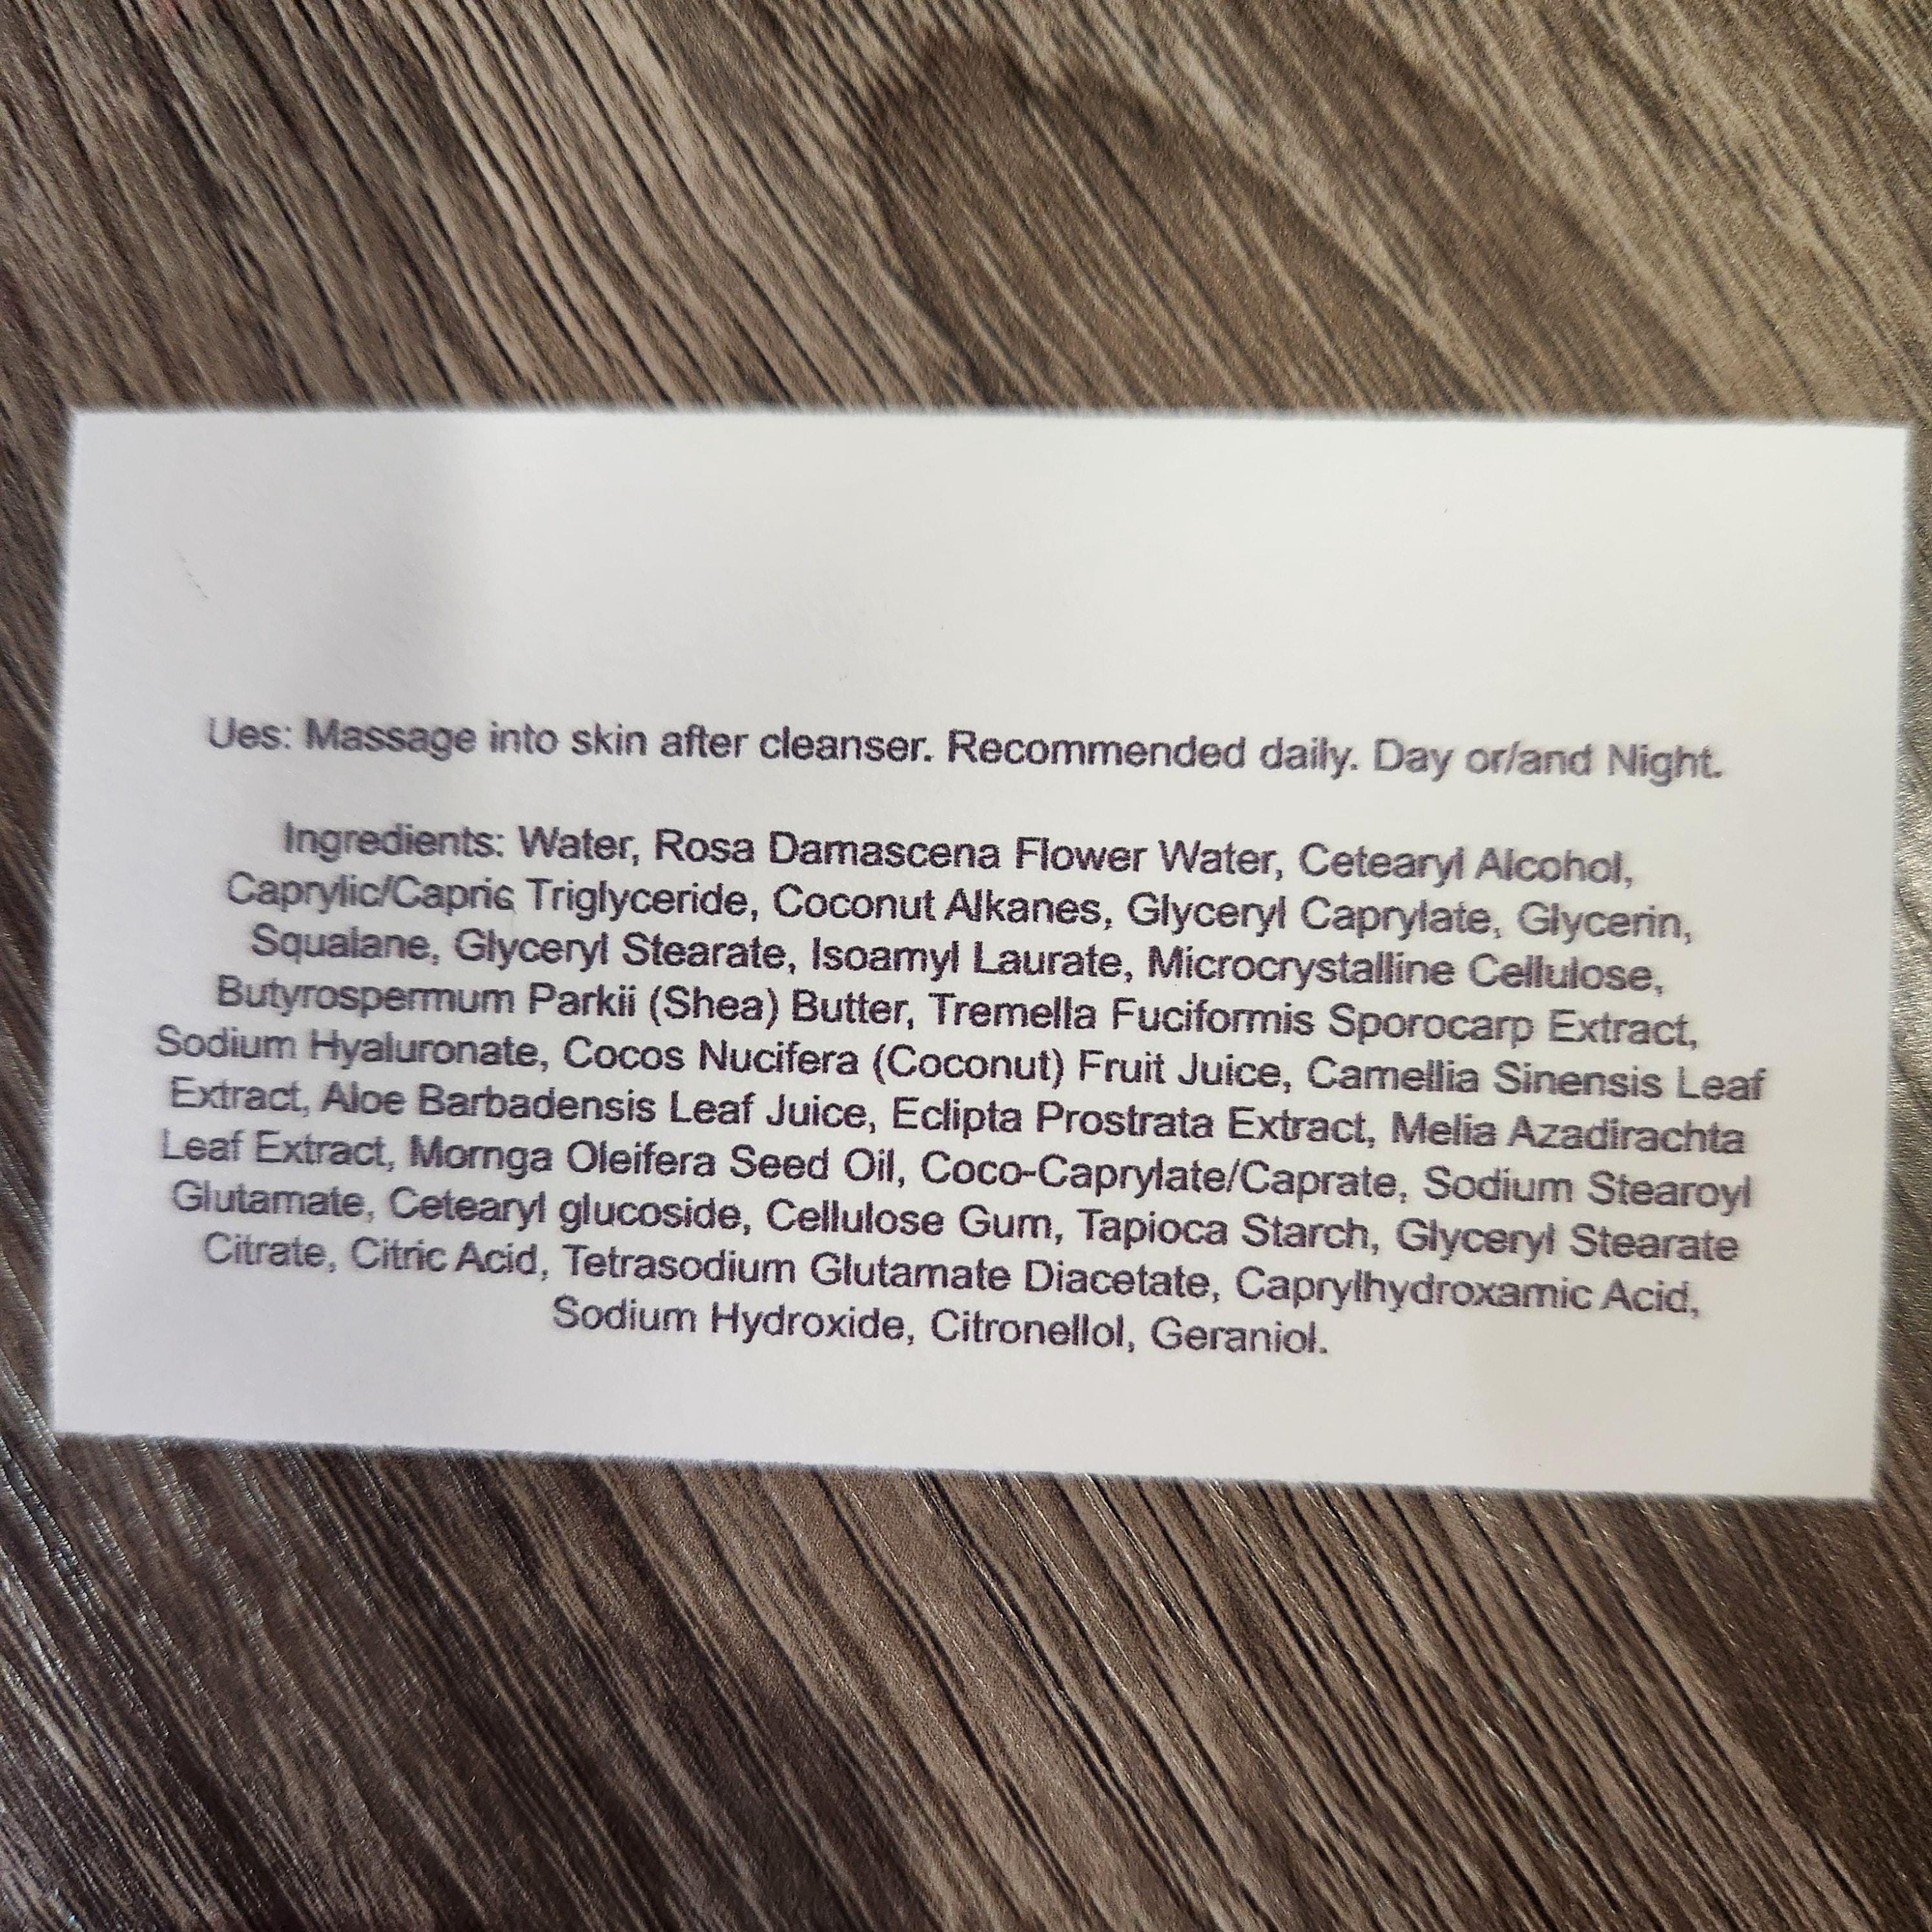 Ues: Massage into skin after cleanser. Recommended daily. Day or/and Night.
Ingredients: Water, Rosa Damascena Flower Water, Cetearyl Alcohol,
Caprylic/Capric Triglyceride, Coconut Alkanes, Glyceryl Caprylate, Glycerin,
Squalane, Glyceryl Stearate, Isoamyl Laurate, Microcrystalline Cellulose,
Butyrospermum Parkii (Shea) Butter, Tremella Fuciformis Sporocarp Extract,
Sodium Hyaluronate, Cocos Nucifera (Coconut) Fruit Juice, Camellia Sinensis Leaf
Extract, Aloe Barbadensis Leaf Juice, Eclipta Prostrata Extract, Melia Azadirachta
Leaf Extract, Mornga Oleifera Seed Oil, Coco-Caprylate/Caprate, Sodium Stearoyl
Glutamate, Cetearyl glucoside, Cellulose Gum, Tapioca Starch, Glyceryl Stearate
Citrate, Citric Acid, Tetrasodium Glutamate Diacetate, Caprylhydroxamic Acid,
Sodium Hydroxide, Citronellol, Geraniol.